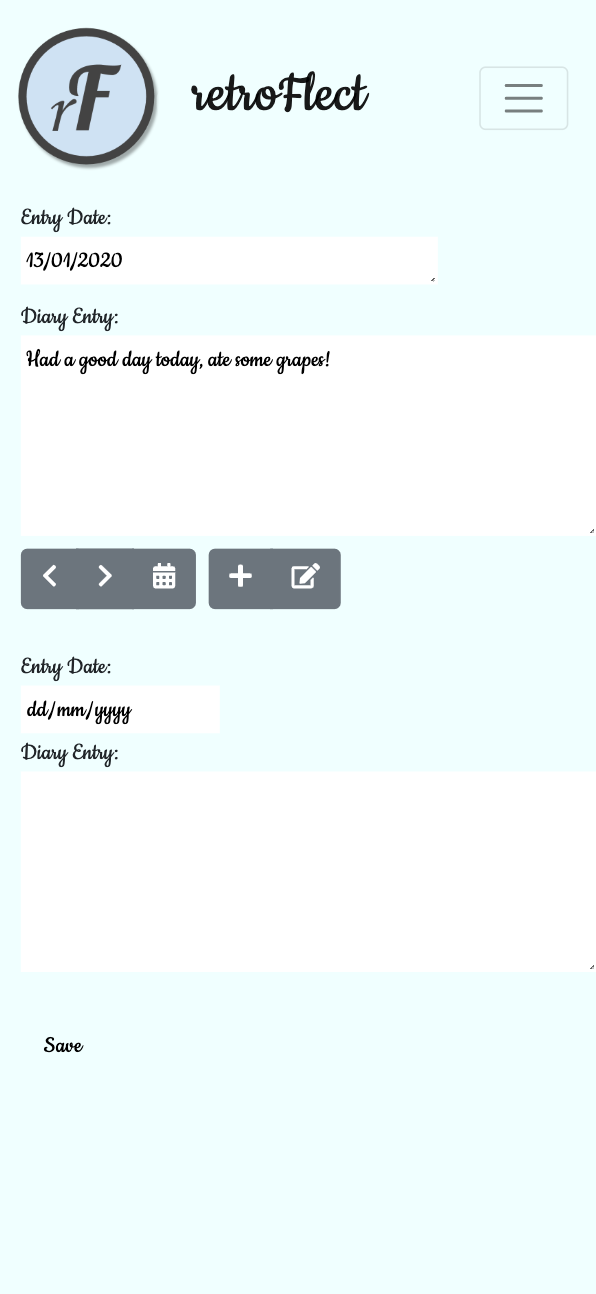 rF
retroFlect
Entry Date:
13/01/2020
Diary Entry:
Had a good day today, ate some grapes!
Entry Date:
dd/mm/yyyy
Diary Entry:
Save